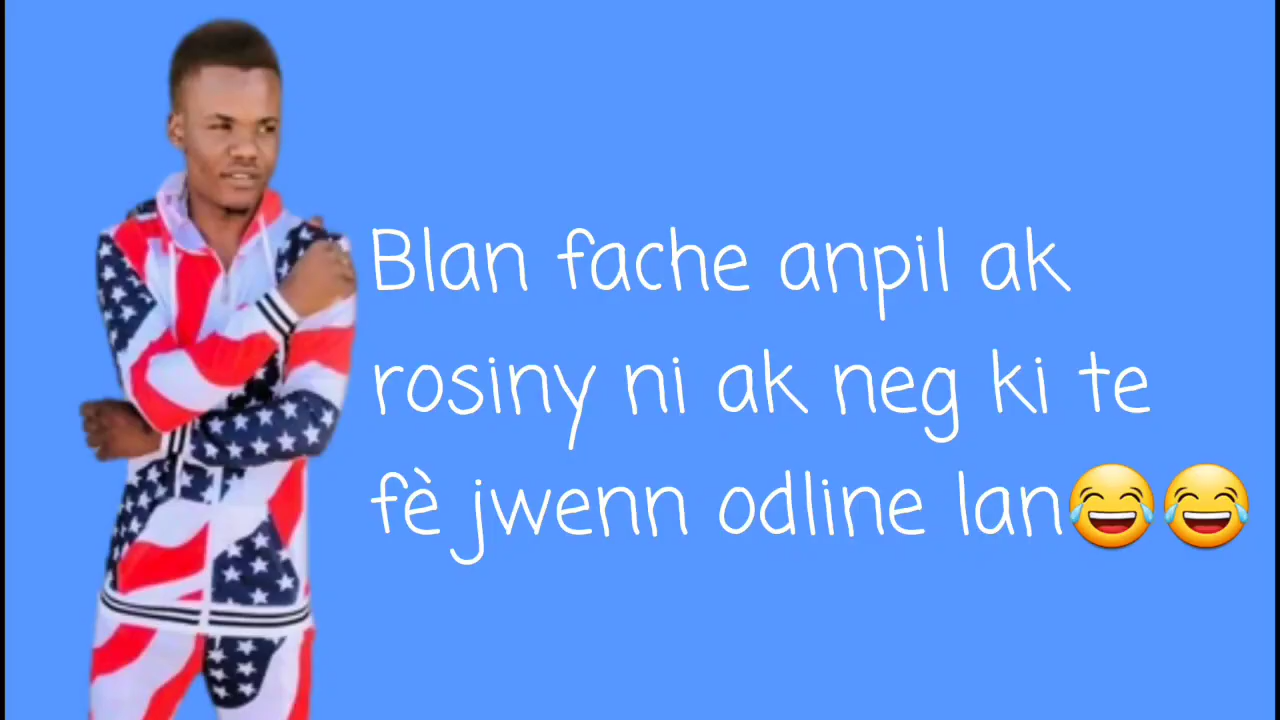 Blan fache anpil ak
rosiny ni ak neg ki te
fè jwenn odline lan😂😂